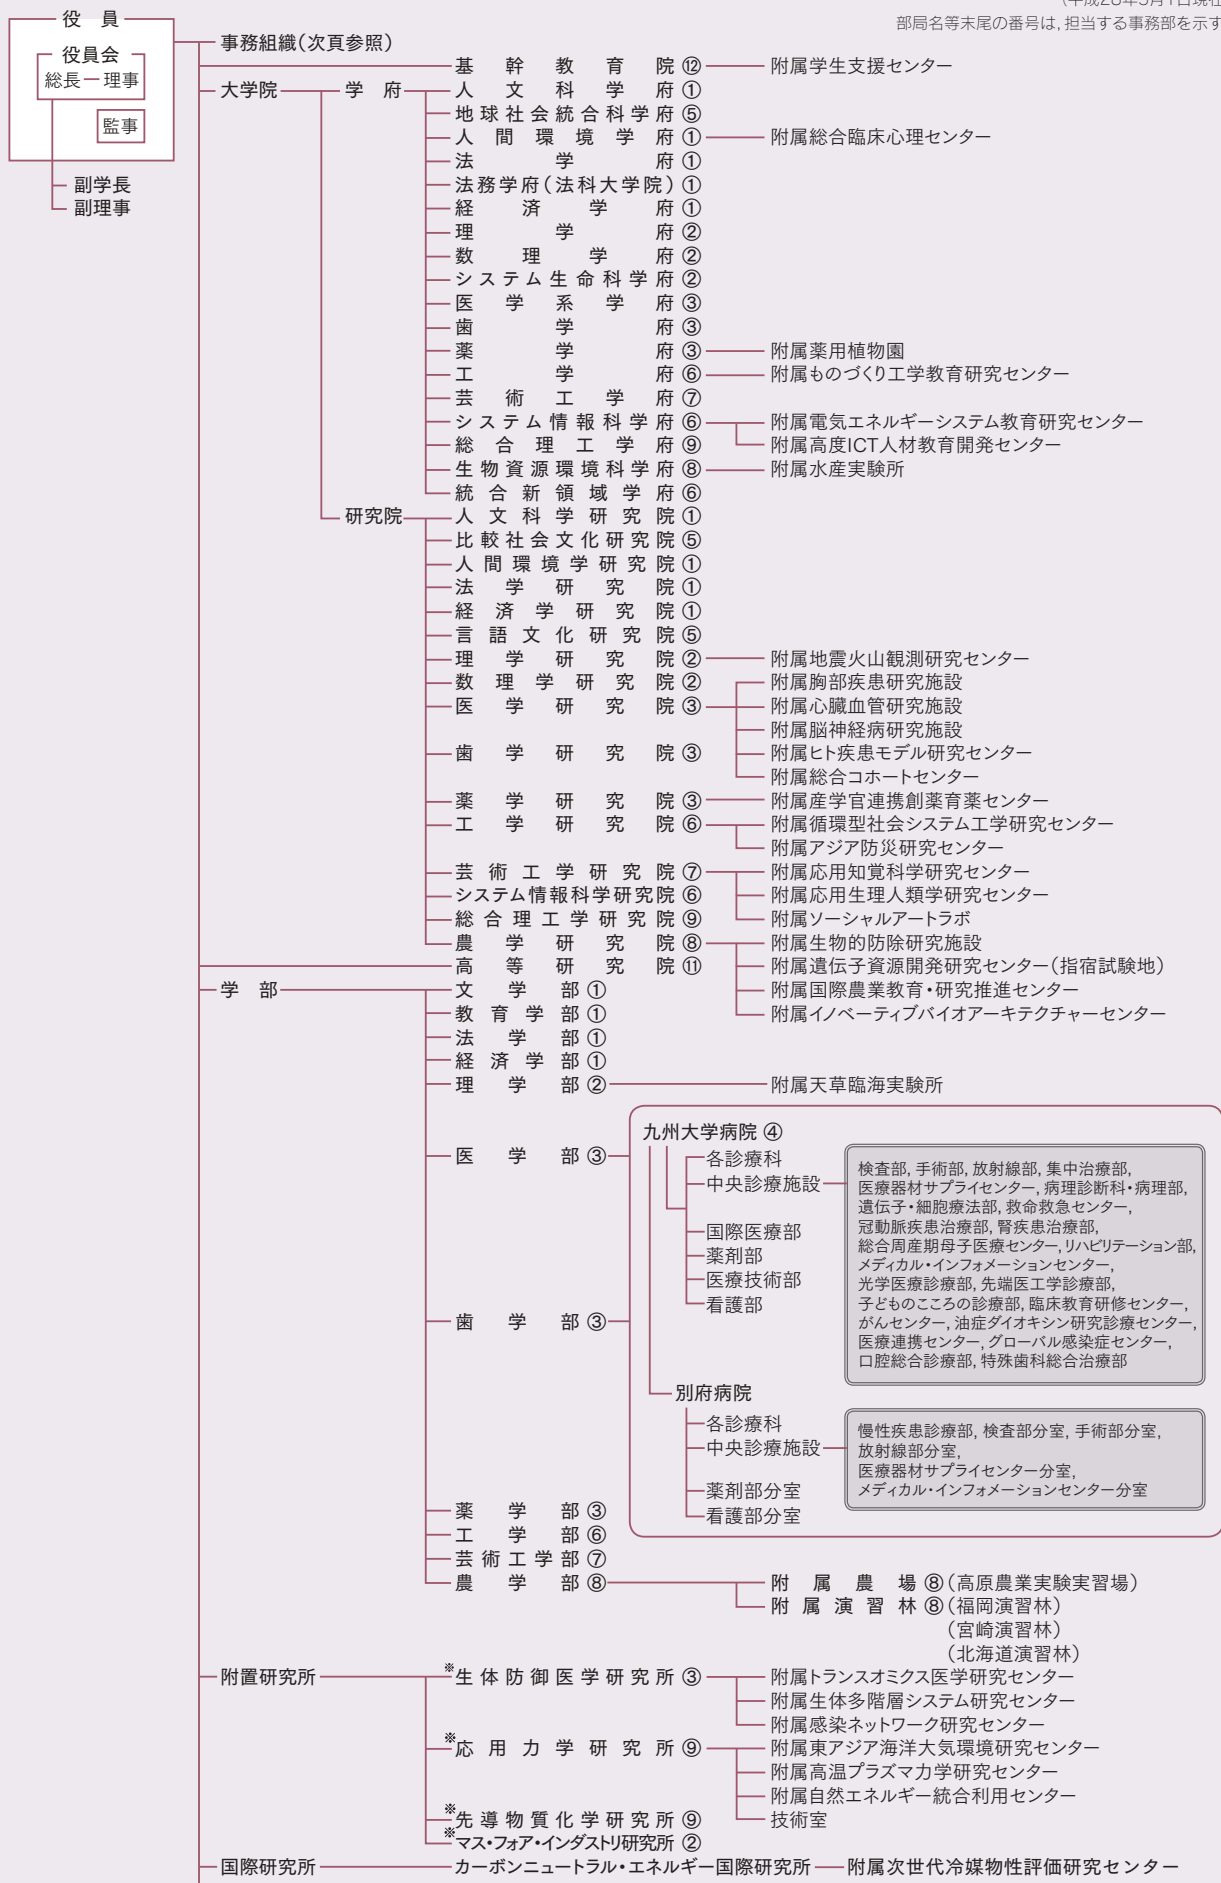 (平成28年5月1日現在
部局名等末尾の番号は,担当する事務部を示す
役 員
役員会
総長 理事
監事
副学長
副理事
事務組織(次頁参照)
基幹教育院⑫ 附属学生支援センター
大学院 学 府 人文科学府①
地球社会統合科学府⑤
人間環境学府① 附属総合臨床心理センター
法学府①
法務学府(法科大学院)①
経済学府①
理学府②
数理学府②
システム生命科学府②
医学系学府③
歯学府③
薬学府③ 附属薬用植物園
工学府⑥ 附属ものづくり工学教育研究センター
芸術工学府⑦
システム情報科学府⑥ 附属電気エネルギーシステム教育研究センター
総合理工学府⑨ 附属高度ICT人材教育開発センター
生物資源環境科学府⑧ 附属水産実験所
統合新領域学府⑥
研究院 人文科学研究院①
比較社会文化研究院⑤
人間環境学研究院①
法学研究院①
経済学研究院①
言語文化研究院⑤
理学研究院② 附属地震火山観測研究センター
数理学研究院② 附属胸部疾患研究施設
医学研究院③ 附属心臓血管研究施設
附属脳神経病研究施設
歯学研究院③ 附属ヒト疾患モデル研究センター
附属総合コホートセンター
薬学研究院③ 附属産学官連携創薬育薬センター
工学研究院⑥ 附属循環型社会システム工学研究センター
附属アジア防災研究センター
芸術工学研究院⑦ 附属応用知覚科学研究センター
システム情報科学研究院⑥ 附属応用生理人類学研究センター
総合理工学研究院⑨ 附属ソーシャルアートラボ
農学研究院⑧ 附属生物的防除研究施設
高等研究院⑪ 附属遺伝子資源開発研究センター(指宿試験地)
学 部 文学部① 附属国際農業教育・研究推進センター
教育学部① 附属イノベーティブバイオアーキテクチャーセンター
法学部①
経済学部①
理学部② 附属天草臨海実験所
医学部③
歯学部③
九州大学病院④
各診療科
中央診療施設
国際医療部
薬剤部
医療技術部
看護部
検査部, 手術部, 放射線部, 集中治療部,
医療器材サプライセンター, 病理診断科・病理部,
遺伝子・細胞療法部, 救命救急センター,
冠動脈疾患治療部, 腎疾患治療部,
総合周産期母子医療センター, リハビリテーション部,
メディカル・インフォメーションセンター,
光学医療診療部, 先端医工学診療部,
子どものこころの診療部, 臨床教育研修センター,
がんセンター, 油症ダイオキシン研究診療センター,
医療連携センター, グローバル感染症センター,
口腔総合診療部, 特殊歯科総合治療部
別府病院
各診療科
中央診療施設
薬剤部分室
看護部分室
慢性疾患診療部, 検査部分室, 手術部分室,
放射線部分室,
医療器材サプライセンター分室,
メディカル・インフォメーションセンター分室
薬学部③
工学部⑥
芸術工学部⑦
農学部⑧ 附属農場⑧(高原農業実験実習場)
附属演習林⑧(福岡演習林)
(宮崎演習林)
(北海道演習林)
附置研究所 ※生体防御医学研究所③ 附属トランスオミクス医学研究センター
附属生体多階層システム研究センター
附属感染ネットワーク研究センター
※応用力学研究所⑨ 附属東アジア海洋大気環境研究センター
附属高温プラズマ力学研究センター
附属自然エネルギー統合利用センター
※先導物質化学研究所⑨ 技術室
※マス・フォア・インダストリ研究所②
国際研究所 カーボンニュートラル・エネルギー国際研究所 附属次世代冷媒物性評価研究センター